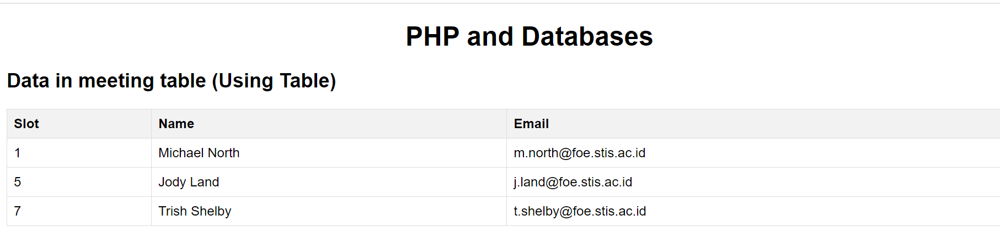 PHP and Databases
Data in meeting table (Using Table)
Slot Name Email
1 Michael North m.north@foe.stis.ac.id
5 Jody Land j.land@foe.stis.ac.id
7 Trish Shelby t.shelby@foe.stis.ac.id